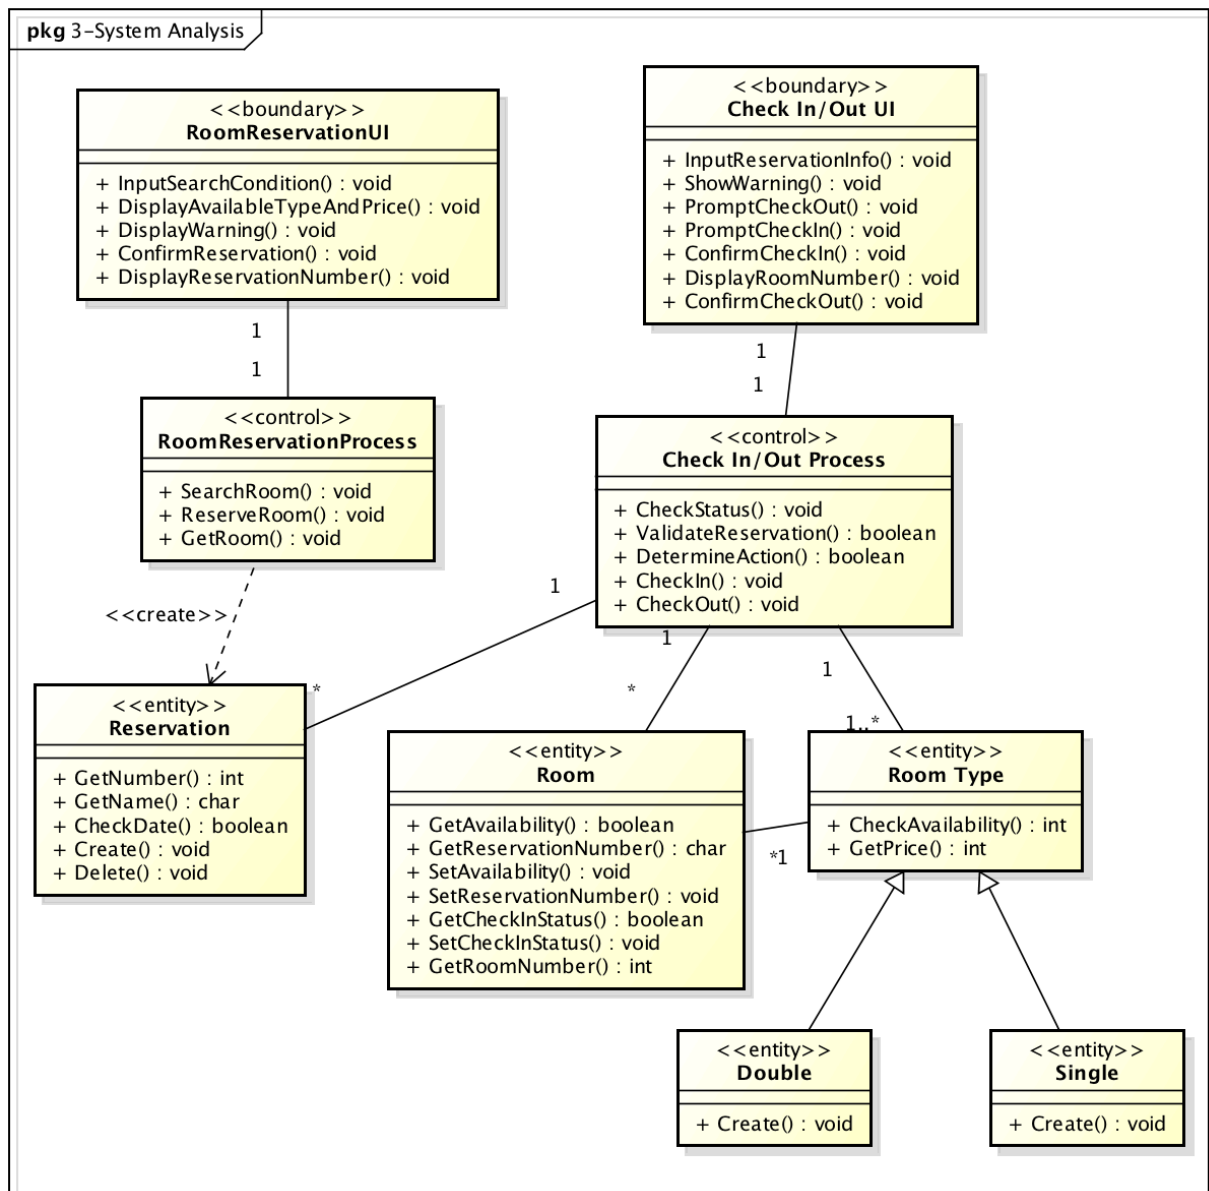 pkg 3-System Analysis
<<boundary>>
RoomReservationUI
+ InputSearchCondition() : void
+ DisplayAvailableTypeAndPrice() : void
+ DisplayWarning() : void
+ ConfirmReservation() : void
+ DisplayReservationNumber() : void
<<boundary>>
Check In/Out UI
+ InputReservationInfo() : void
+ ShowWarning() : void
+ PromptCheckOut() : void
+ PromptCheckIn() : void
+ ConfirmCheckIn() : void
+ DisplayRoomNumber() : void
+ ConfirmCheckOut() : void
1
1
1
1
<<control>>
RoomReservationProcess
+ SearchRoom() : void
+ ReserveRoom() : void
+ GetRoom() : void
<<control>>
Check In/Out Process
+ CheckStatus() : void
+ ValidateReservation() : boolean
+ DetermineAction() : boolean
+ CheckIn() : void
+ CheckOut() : void
<<create>>
1
*
1
*
1
1..*
<<entity>>
Reservation
+ GetNumber() : int
+ GetName() : char
+ CheckDate() : boolean
+ Create() : void
+ Delete() : void
<<entity>>
Room
+ GetAvailability() : boolean
+ GetReservationNumber() : char
+ SetAvailability() : void
+ SetReservationNumber() : void
+ GetCheckInStatus() : boolean
+ SetCheckInStatus() : void
+ GetRoomNumber() : int
*1
<<entity>>
Room Type
+ CheckAvailability() : int
+ GetPrice() : int
<<entity>>
Double
+ Create() : void
<<entity>>
Single
+ Create() : void